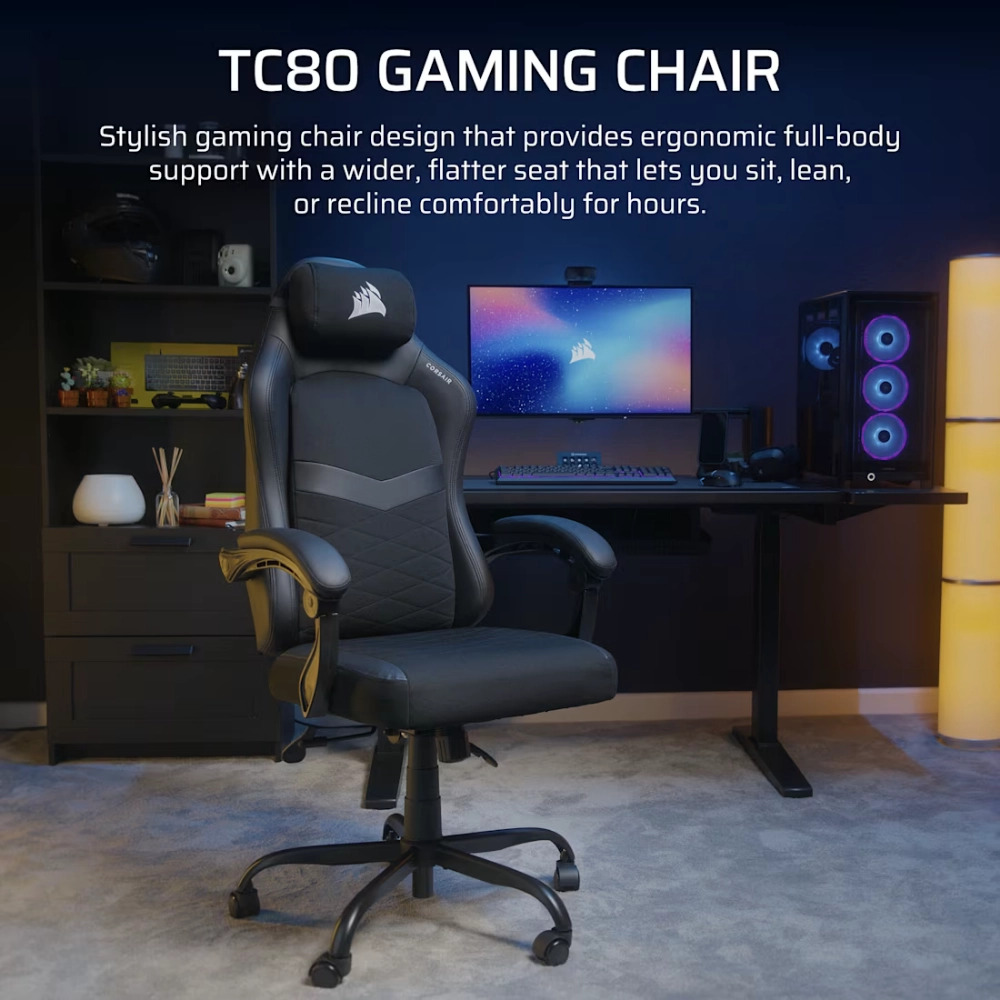 TC80 GAMING CHAIR
Stylish gaming chair design that provides ergonomic full-body
support with a wider, flatter seat that lets you sit, lean,
or recline comfortably for hours.
CORSAIR